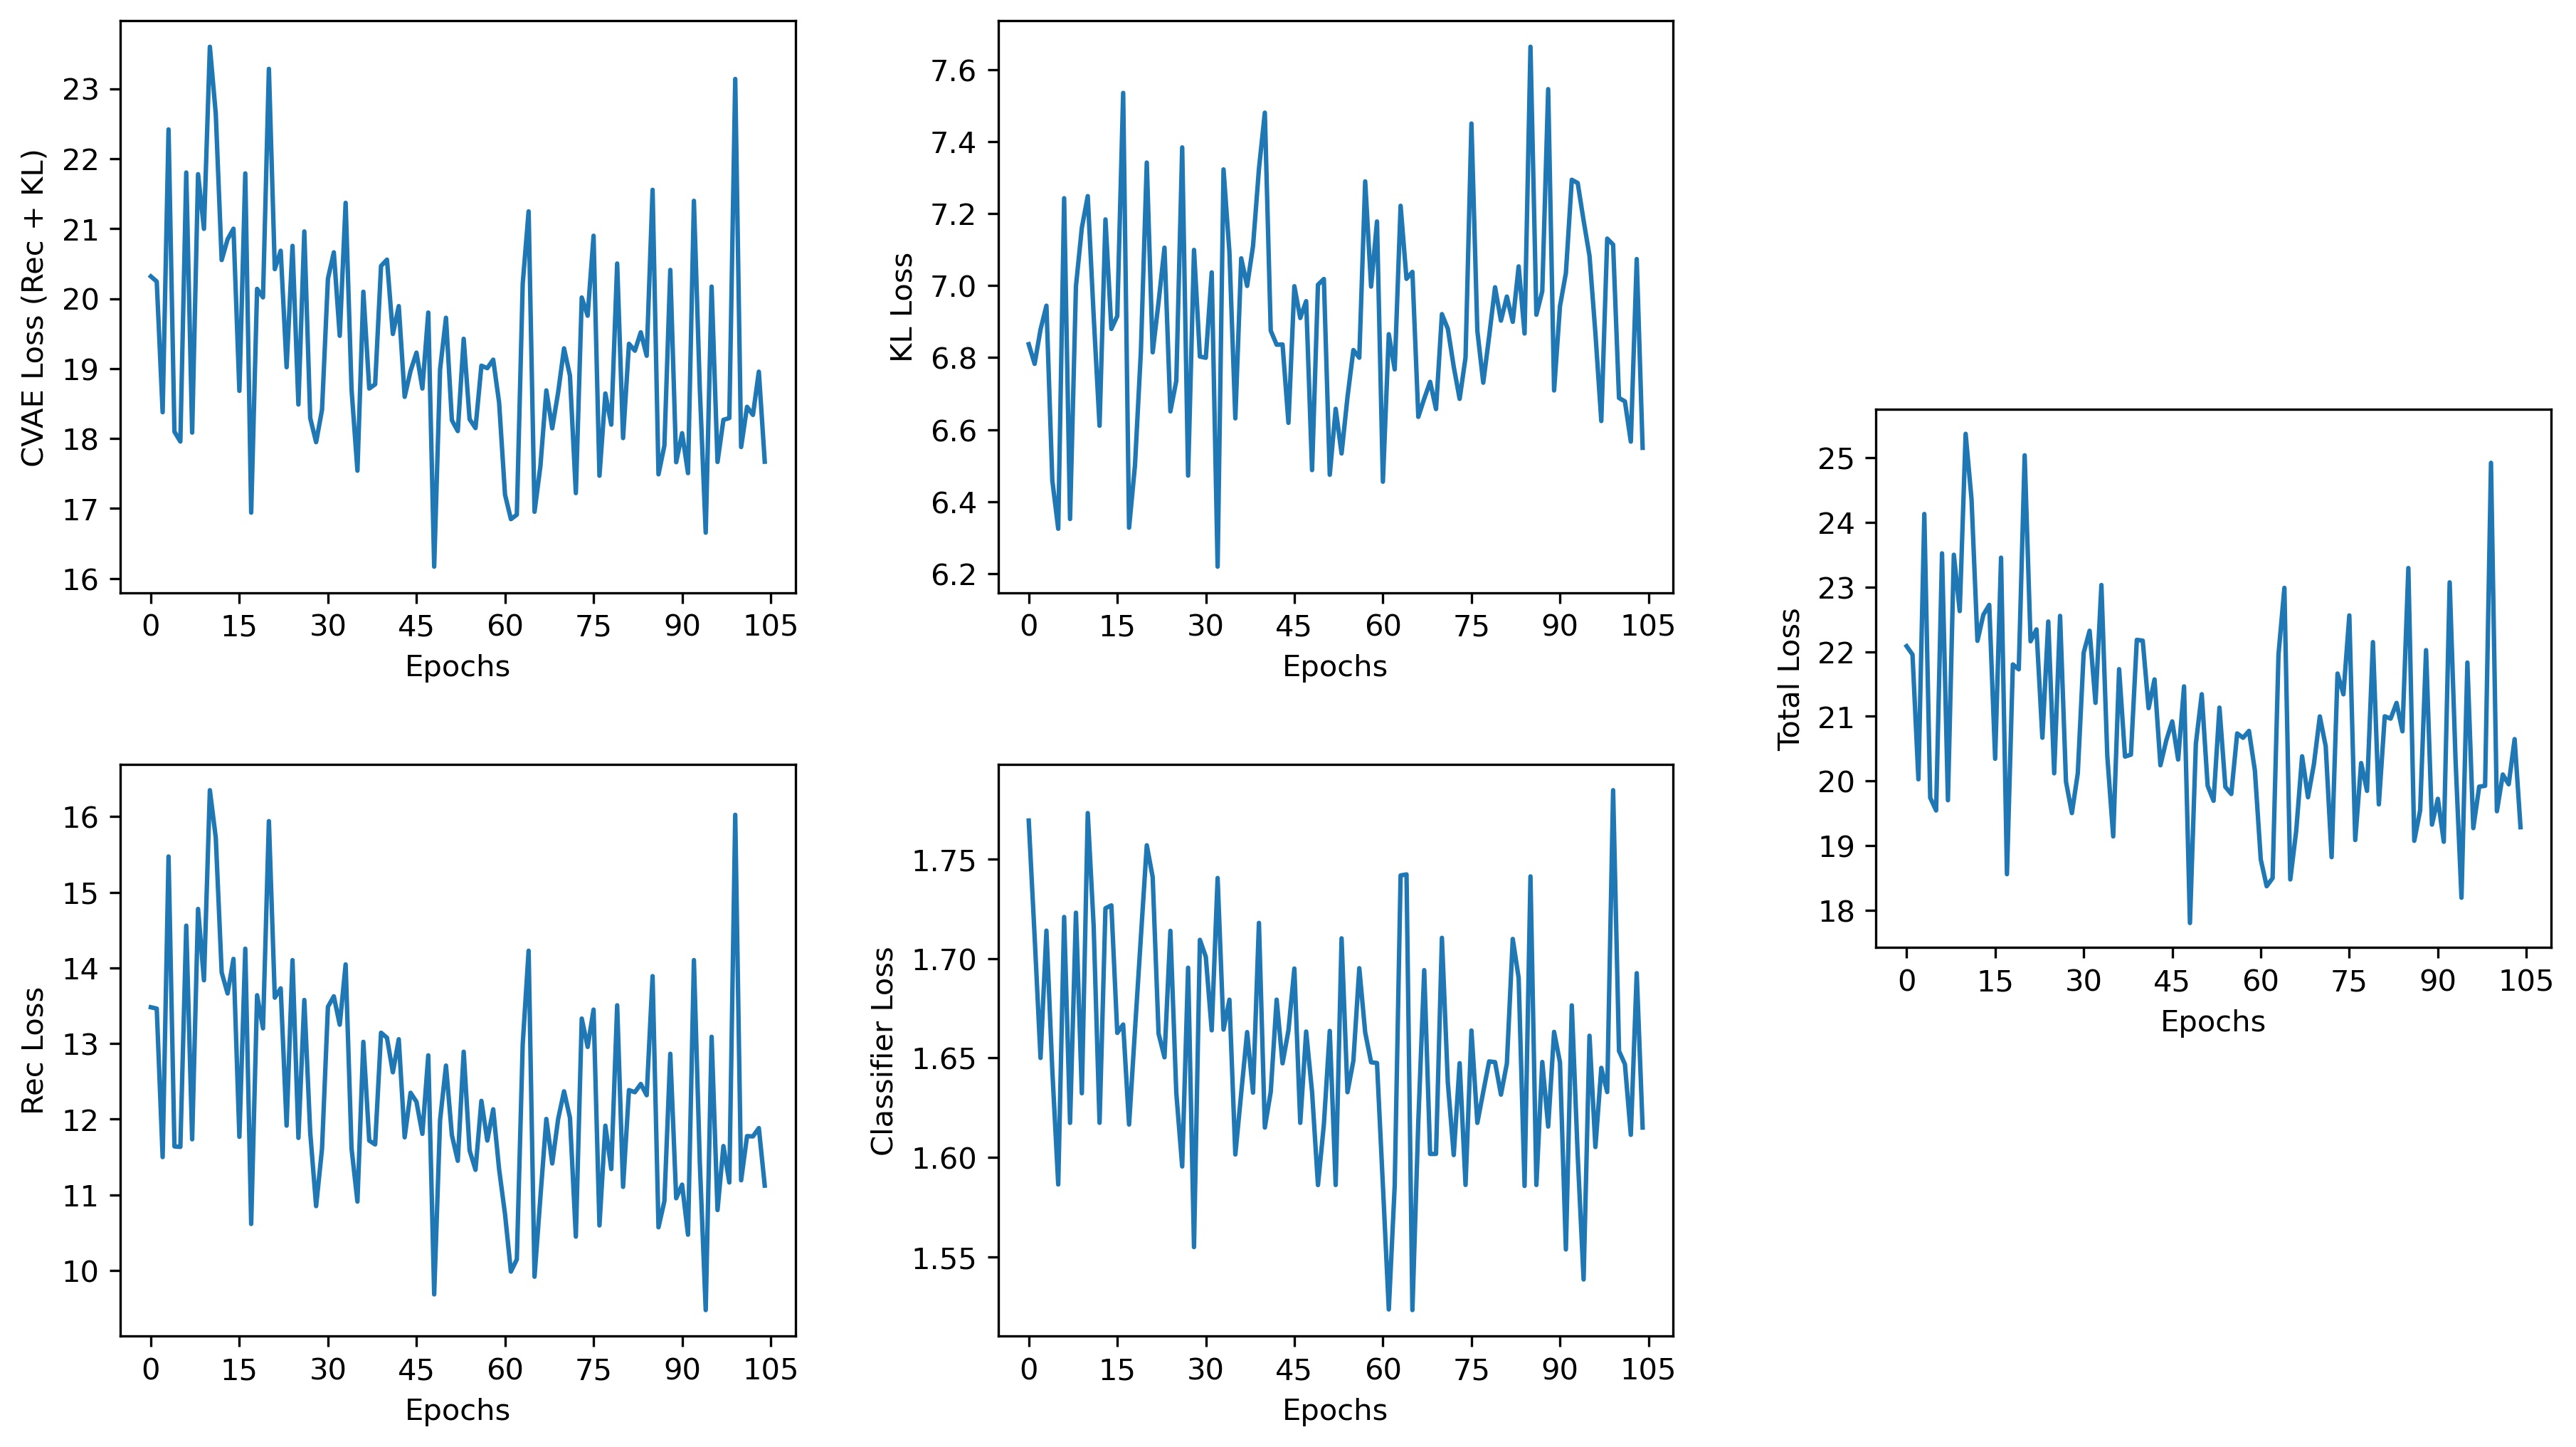 CVAE Loss (Rec + KL)
23
22
21
20
19
18
17
16
0 15 30 45 60 75 90 105
Epochs
KL Loss
7.6
7.4
7.2
7.0
6.8
6.6
6.4
6.2
0 15 30 45 60 75 90 105
Epochs
Rec Loss
16
15
14
13
12
11
10
0 15 30 45 60 75 90 105
Epochs
Classifier Loss
1.75
1.70
1.65
1.60
1.55
0 15 30 45 60 75 90 105
Epochs
Total Loss
25
24
23
22
21
20
19
18
0 15 30 45 60 75 90 105
Epochs